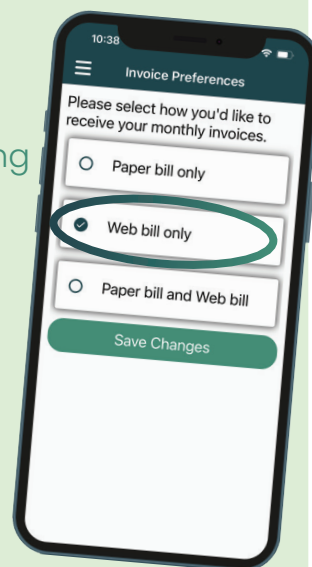 10:38
Invoice Preferences
Please select how you'd like to
receive your monthly invoices.
ng
Paper bill only
Web bill only
Paper bill and Web bill
Save Changes